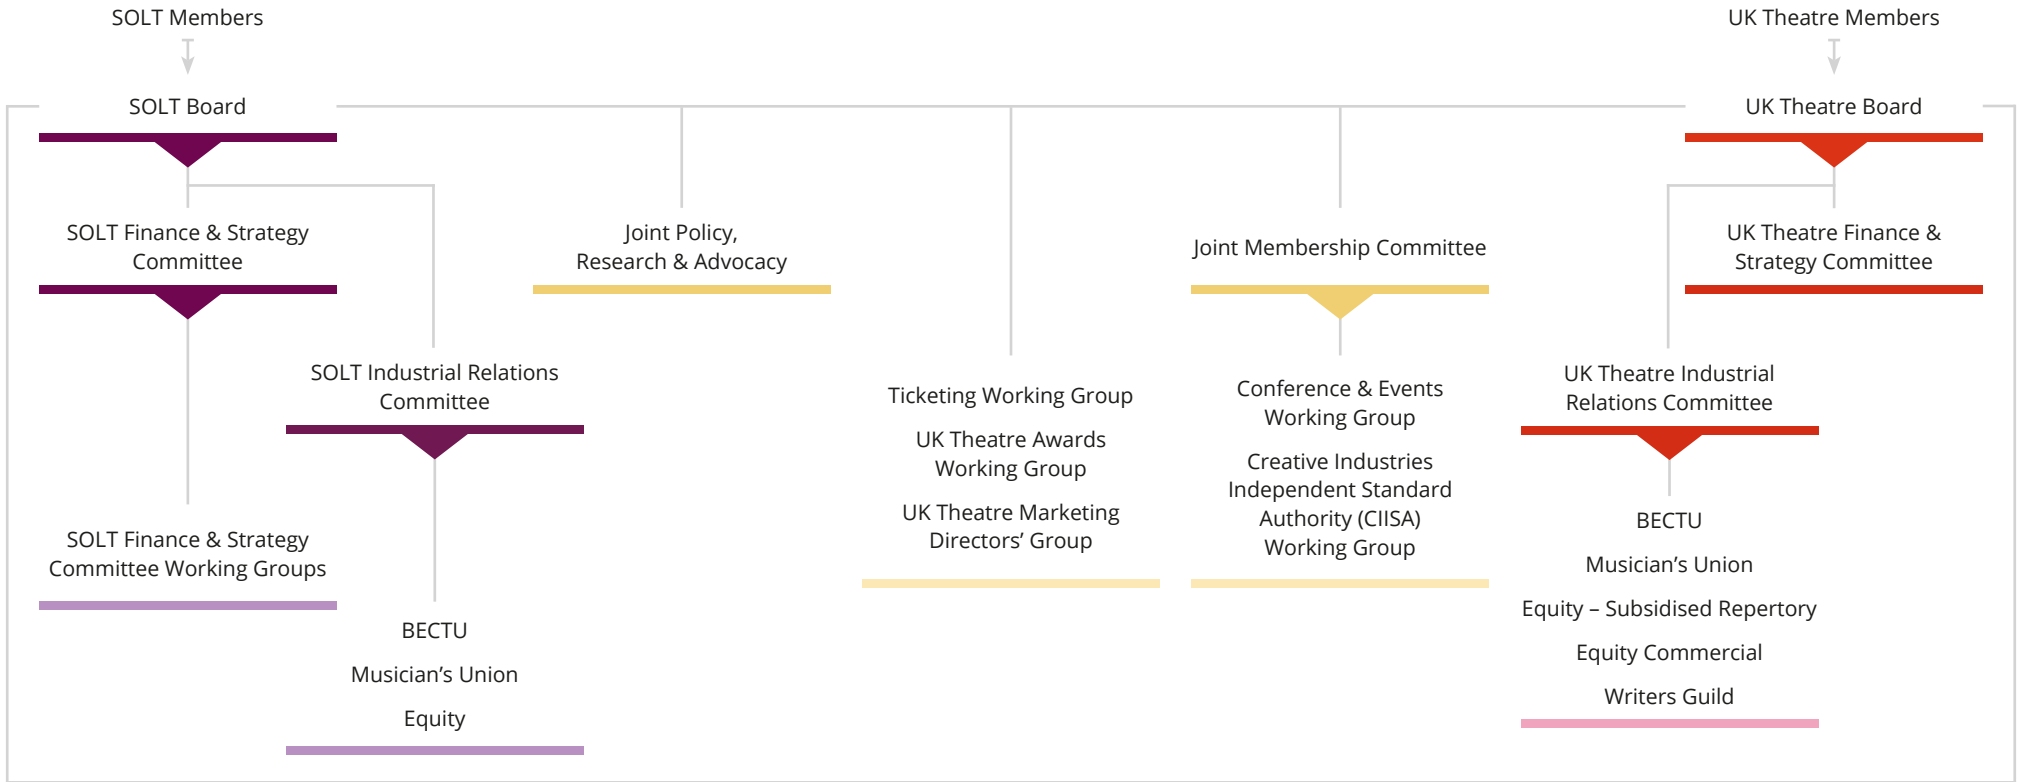 SOLT Members
UK Theatre Members
SOLT Board
UK Theatre Board
SOLT Finance & Strategy
Committee
Joint Policy,
Research & Advocacy
Joint Membership Committee
UK Theatre Finance &
Strategy Committee
SOLT Industrial Relations
Committee
Ticketing Working Group
UK Theatre Awards
Working Group
UK Theatre Marketing
Directors’ Group
Conference & Events
Working Group
Creative Industries
Independent Standard
Authority (CIISA)
Working Group
UK Theatre Industrial
Relations Committee
SOLT Finance & Strategy
Committee Working Groups
BECTU
Musician’s Union
Equity
BECTU
Musician’s Union
Equity – Subsidised Repertory
Equity Commercial
Writers Guild